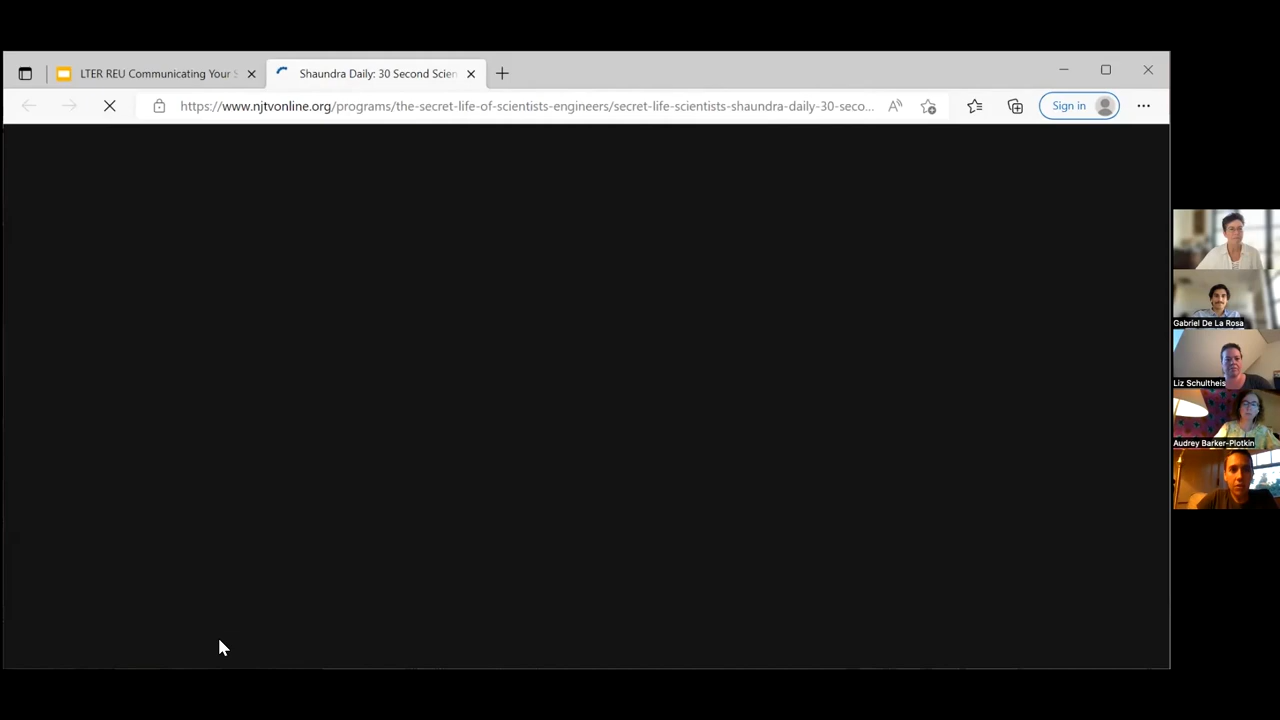 LTER REU Communicating Your S
Shaundra Daily: 30 Second Scien
https://www.njtvonline.org/programs/the-secret-life-of-scientists-engineers/secret-life-scientists-shaundra-daily-30-seco...
Sign in
Gabriel De La Rosa
Liz Schultheis
Audrey Barker-Plotkin